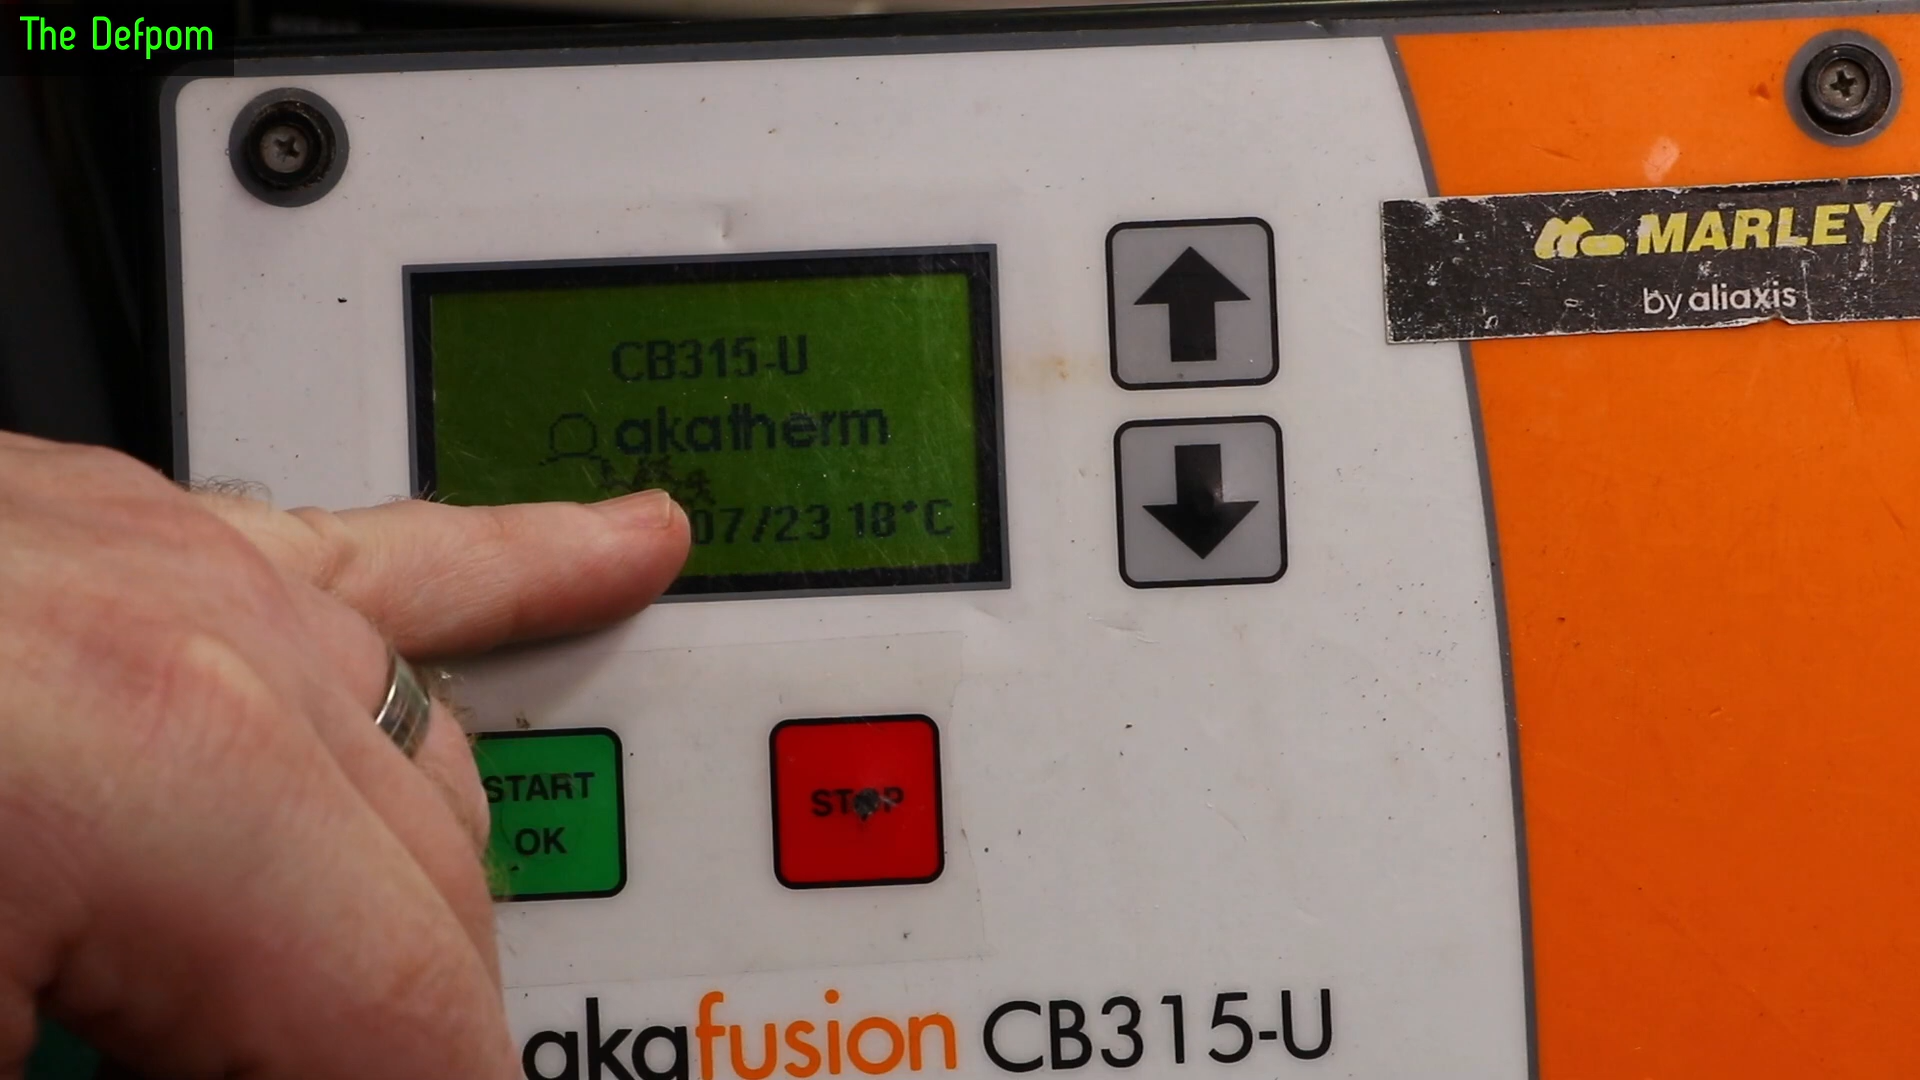 The Defpom
MARLEY
by aliaxis
CB315-U
akatherm
07/23 18°C
START
OK
STOP
akafusion CB315-U